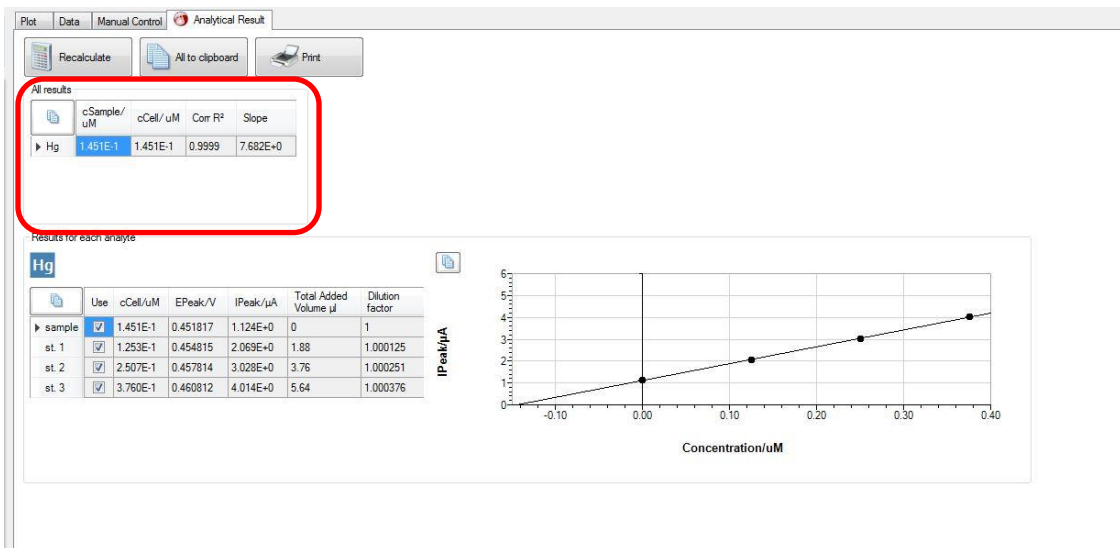 Plot Data Manual Control Analytical Result
Recalculate All to clipboard Print
All results
cSample/uM cCell/uM Corr R² Slope
Hg 1.451E-1 1.451E-1 0.9999 7.682E+0
Results for each analyte
Hg
Use cCell/uM EPeak/V IPeak/µA Total Added Volume µl Dilution factor
sample 1.451E-1 0.451817 1.124E+0 0 1
st. 1 1.253E-1 0.454815 2.069E+0 1.88 1.000125
st. 2 2.507E-1 0.457814 3.028E+0 3.76 1.000251
st. 3 3.760E-1 0.460812 4.014E+0 5.64 1.000376
IPeak/µA
6
5
4
3
2
1
0
-0.10 0.00 0.10 0.20 0.30 0.40
Concentration/uM